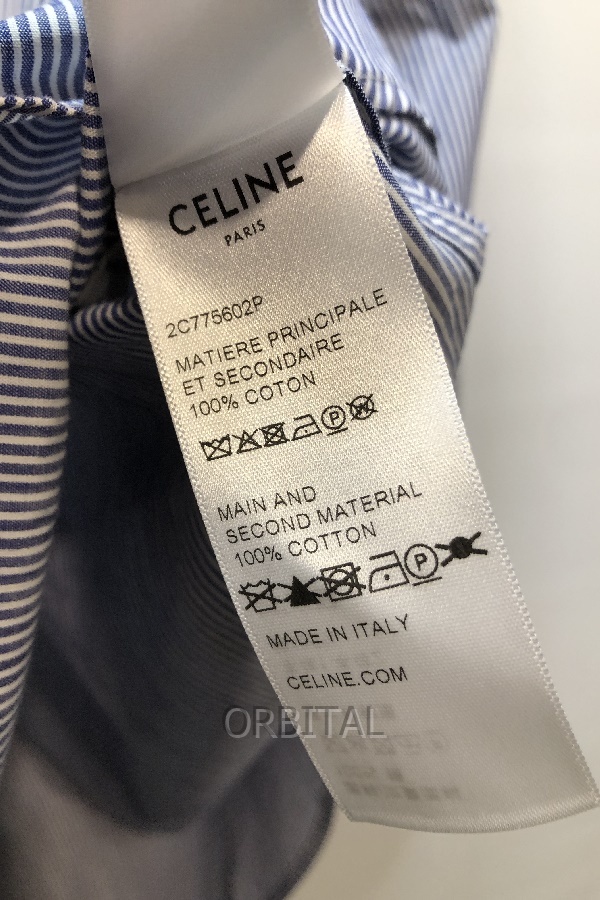 CELINE
PARIS
2C775602P
MATIERE PRINCIPALE
ET SECONDAIRE
100% COTON
MAIN AND
SECOND MATERIAL
100% COTTON
MADE IN ITALY
CELINE.COM
ORBITAL